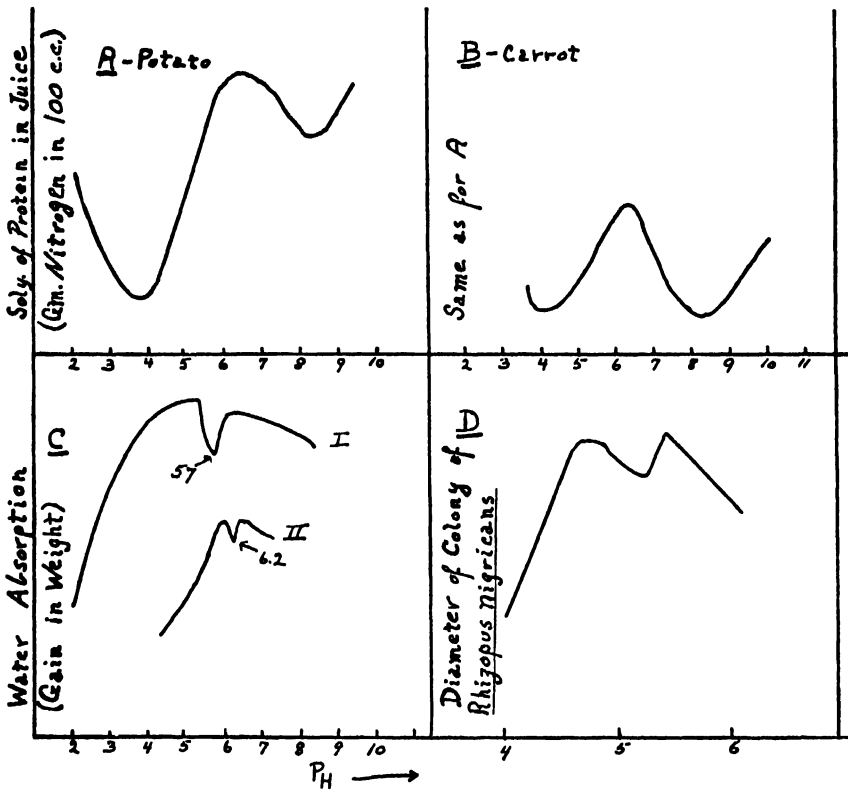 A - Potato
Soly. of Protein in Juice
(Gm. Nitrogen in 100 c.c.)
2 3 4 5 6 7 8 9 10
B - Carrot
Same as for A
2 3 4 5 6 7 8 9 10 11
C
Water Absorption
(Gain in Weight)
I
57
II
6.2
2 3 4 5 6 7 8 9 10
PH
D
Diameter of Colony of
Rhizopus Nigricans
4 5 6